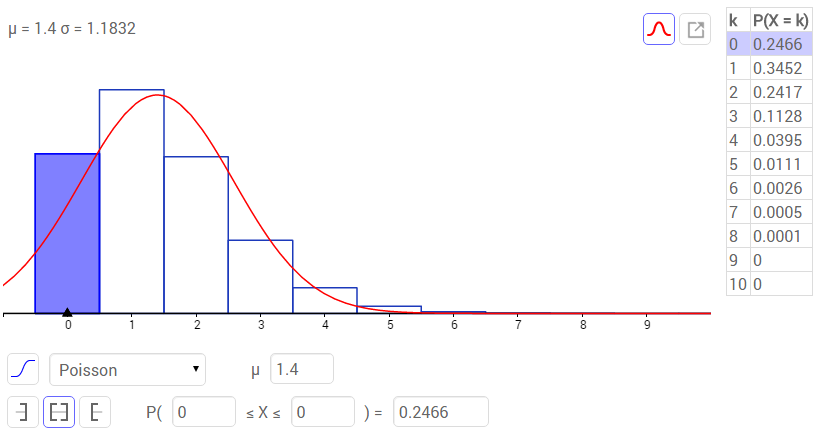 μ = 1.4 σ = 1.1832
k P(X = k)
0 0.2466
1 0.3452
2 0.2417
3 0.1128
4 0.0395
5 0.0111
6 0.0026
7 0.0005
8 0.0001
9 0
10 0
0 1 2 3 4 5 6 7 8 9
Poisson μ 1.4
P( 0 ≤ X ≤ 0 ) = 0.2466